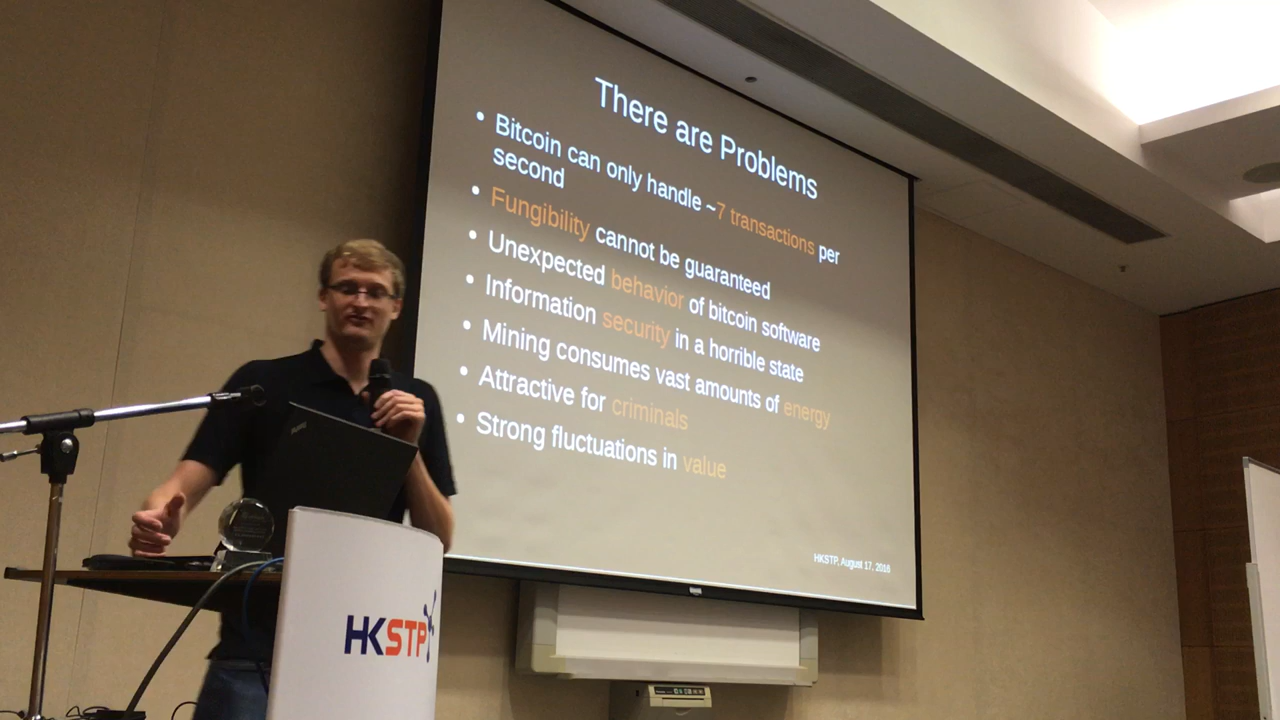 There are Problems
• Bitcoin can only handle ~7 transactions per
second
• Fungibility cannot be guaranteed
• Unexpected behavior of bitcoin software
• Information security in a horrible state
• Mining consumes vast amounts of energy
• Attractive for criminals
• Strong fluctuations in value
HKSTP, August 17, 2016
HKSTP